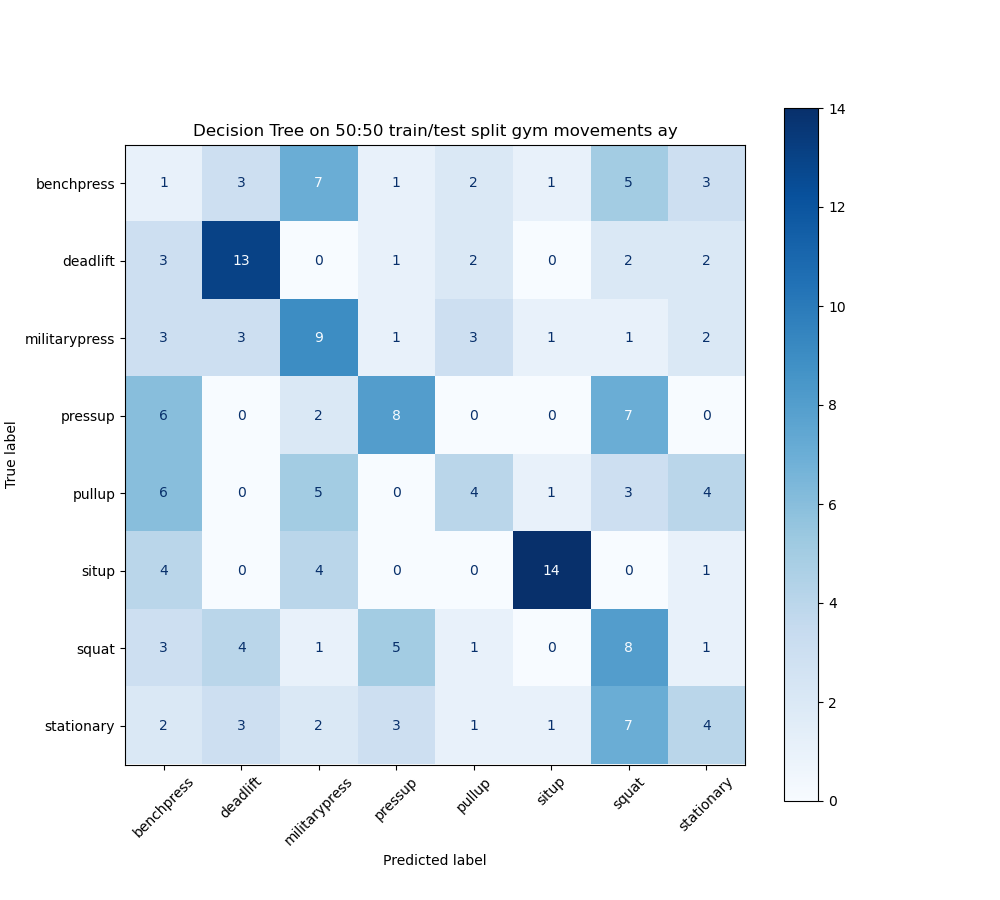 Decision Tree on 50:50 train/test split gym movements ay
benchpress 1 3 7 1 2 1 5 3
deadlift 3 13 0 1 2 0 2 2
militarypress 3 3 9 1 3 1 1 2
pressup 6 0 2 8 0 0 7 0
pullup 6 0 5 0 4 1 3 4
situp 4 0 4 0 0 14 0 1
squat 3 4 1 5 1 0 8 1
stationary 2 3 2 3 1 1 7 4
True label
benchpress deadlift militarypress pressup pullup situp squat stationary
Predicted label
14
12
10
8
6
4
2
0